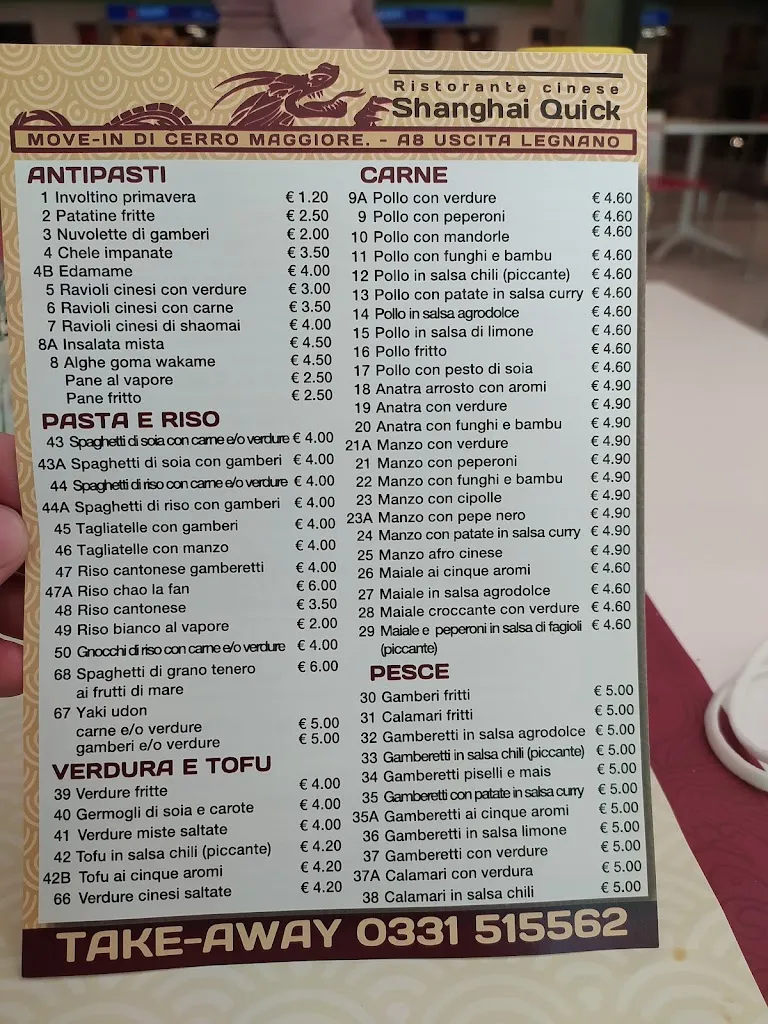 Ristorante cinese
Shanghai Quick
MOVE-IN DI CERRO MAGGIORE. - A8 USCITA LEGNANO
ANTIPASTI
1 Involtino primavera € 1.20
2 Patatine fritte € 2.50
3 Nuvolette di gamberi € 2.00
4 Chele impanate € 3.50
4B Edamame € 4.00
5 Ravioli cinesi con verdure € 3.00
6 Ravioli cinesi con carne € 3.50
7 Ravioli cinesi di shaomai € 4.00
8A Insalata mista € 4.50
8 Alghe goma wakame € 4.50
Pane al vapore € 2.50
Pane fritto € 2.50
PASTA E RISO
43 Spaghetti di soia con carne e/o verdure € 4.00
43A Spaghetti di soia con gamberi € 4.00
44 Spaghetti di riso con carne e/o verdure € 4.00
44A Spaghetti di riso con gamberi € 4.00
45 Tagliatelle con gamberi € 4.00
46 Tagliatelle con manzo € 4.00
47 Riso cantonese gamberetti € 4.00
47A Riso chao la fan € 6.00
48 Riso cantonese € 3.50
49 Riso bianco al vapore € 2.00
50 Gnocchi di riso con carne e/o verdure € 4.00
68 Spaghetti di grano tenero € 6.00
ai frutti di mare
67 Yaki udon
carne e/o verdure € 5.00
gamberi e/o verdure € 5.00
VERDURA E TOFU
39 Verdure fritte € 4.00
40 Germogli di soia e carote € 4.00
41 Verdure miste saltate € 4.00
42 Tofu in salsa chili (piccante) € 4.20
42B Tofu ai cinque aromi € 4.20
66 Verdure cinesi saltate € 4.20
CARNE
9A Pollo con verdure € 4.60
9 Pollo con peperoni € 4.60
10 Pollo con mandorle € 4.60
11 Pollo con funghi e bambu € 4.60
12 Pollo in salsa chili (piccante) € 4.60
13 Pollo con patate in salsa curry € 4.60
14 Pollo in salsa agrodolce € 4.60
15 Pollo in salsa di limone € 4.60
16 Pollo fritto € 4.60
17 Pollo con pesto di soia € 4.60
18 Anatra arrosto con aromi € 4.90
19 Anatra con verdure € 4.90
20 Anatra con funghi e bambu € 4.90
21A Manzo con verdure € 4.90
21 Manzo con peperoni € 4.90
22 Manzo con funghi e bambu € 4.90
23 Manzo con cipolle € 4.90
23A Manzo con pepe nero € 4.90
24 Manzo con patate in salsa curry € 4.90
25 Manzo afro cinese € 4.90
26 Maiale ai cinque aromi € 4.60
27 Maiale in salsa agrodolce € 4.60
28 Maiale croccante con verdure € 4.60
29 Maiale e peperoni in salsa di fagioli € 4.60
(piccante)
PESCE
30 Gamberi fritti € 5.00
31 Calamari fritti € 5.00
32 Gamberetti in salsa agrodolce € 5.00
33 Gamberetti in salsa chili (piccante) € 5.00
34 Gamberetti piselli e mais € 5.00
35 Gamberetti con patate in salsa curry € 5.00
35A Gamberetti ai cinque aromi € 5.00
36 Gamberetti in salsa limone € 5.00
37 Gamberetti con verdure € 5.00
37A Calamari con verdura € 5.00
38 Calamari in salsa chili € 5.00
TAKE-AWAY 0331 515562